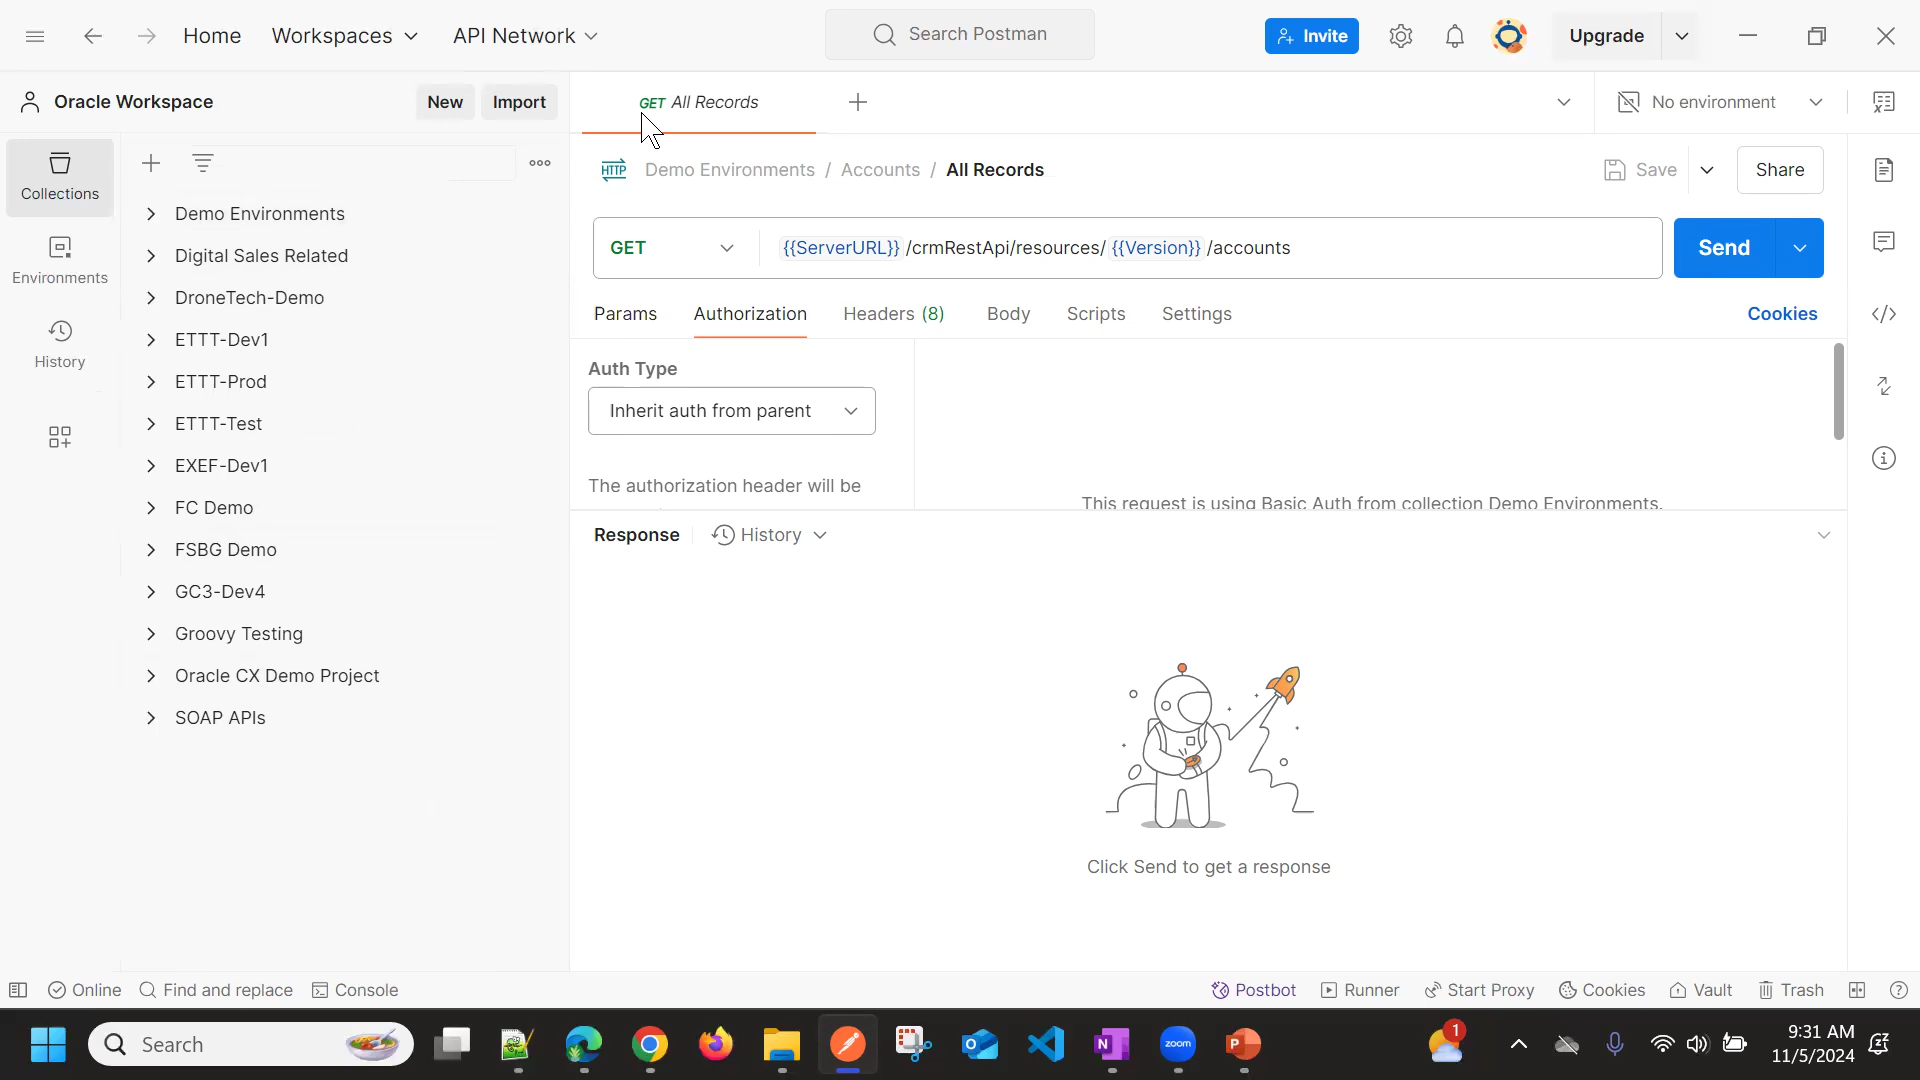 Home Workspaces API Network Search Postman Invite Upgrade
Oracle Workspace New Import
GET All Records No environment
Collections
Environments
History
Demo Environments
Digital Sales Related
DroneTech-Demo
ETTT-Dev1
ETTT-Prod
ETTT-Test
EXEF-Dev1
FC Demo
FSBG Demo
GC3-Dev4
Groovy Testing
Oracle CX Demo Project
SOAP APIs
HTTP Demo Environments / Accounts / All Records Save Share
GET {{ServerURL}}/crmRestApi/resources/{{Version}}/accounts Send
Params Authorization Headers (8) Body Scripts Settings Cookies
Auth Type
Inherit auth from parent
The authorization header will be
This request is using Basic Auth from collection Demo Environments.
Response History
Click Send to get a response
Online Find and replace Console Postbot Runner Start Proxy Cookies Vault Trash
Search zoom 1 9:31 AM
11/5/2024